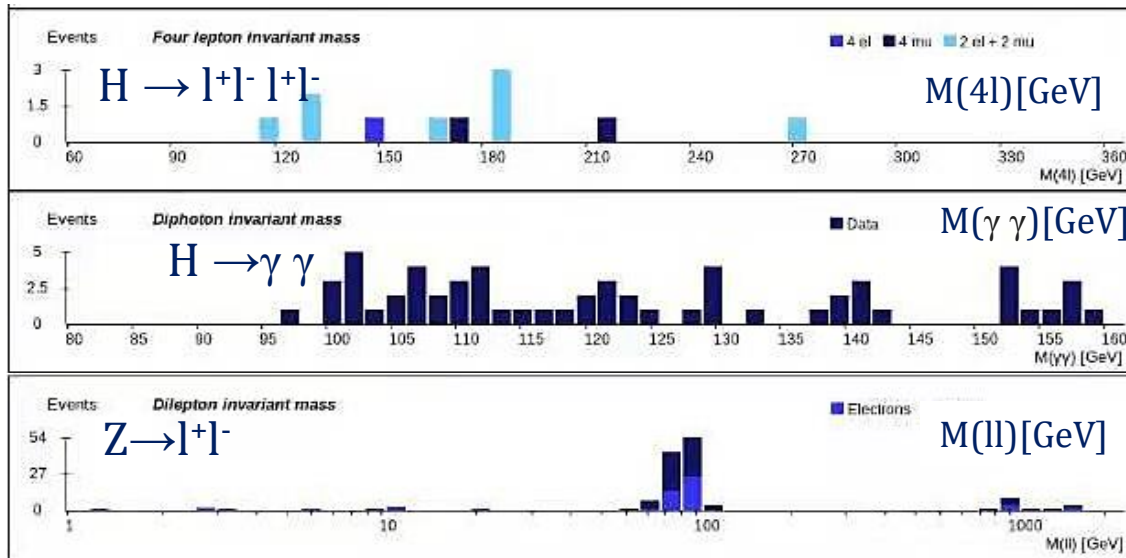 Events Four lepton invariant mass 4 el 4 mu 2 el + 2 mu
H → l⁺l⁻ l⁺l⁻ M(4l)[GeV]
3
1.5
0
60 90 120 150 180 210 240 270 300 330 360
M(4l) [GeV]
Events Diphoton invariant mass Data M(γ γ)[GeV]
H →γ γ
5
2.5
0
80 85 90 95 100 105 110 115 120 125 130 135 140 145 150 155 160
M(γγ) [GeV]
Events Dilepton invariant mass Electrons
Z→l⁺l⁻ M(ll)[GeV]
54
27
0
1 10 100 1000
M(ll) [GeV]